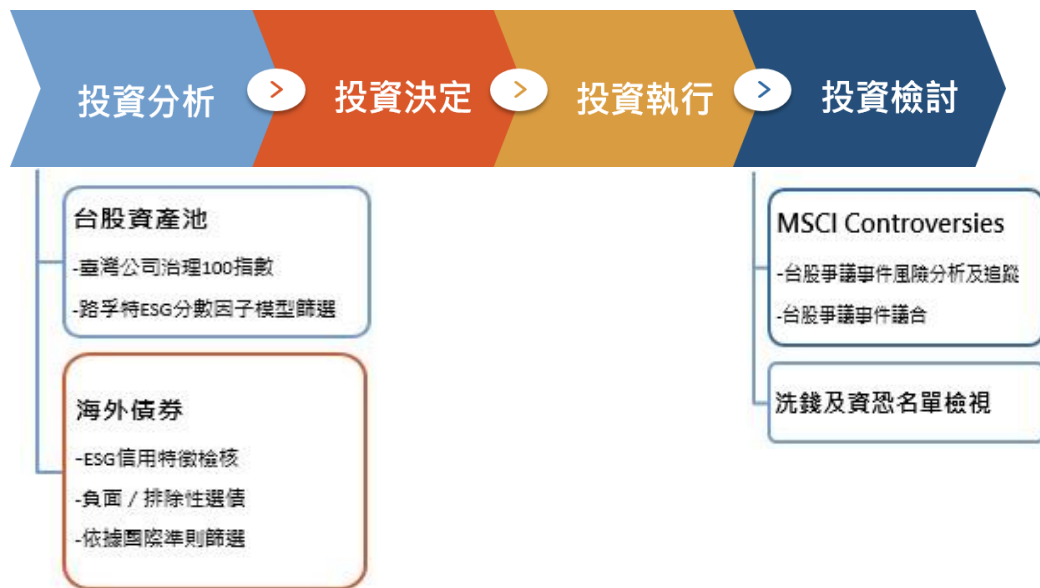 投資分析
投資決定
投資執行
投資檢討
台股資產池
-臺灣公司治理100指數
-路孚特ESG分數因子模型篩選
海外債券
-ESG信用特徵檢核
-負面 / 排除性選債
-依據國際準則篩選
MSCI Controversies
-台股爭議事件風險分析及追蹤
-台股爭議事件議合
洗錢及資恐名單檢視